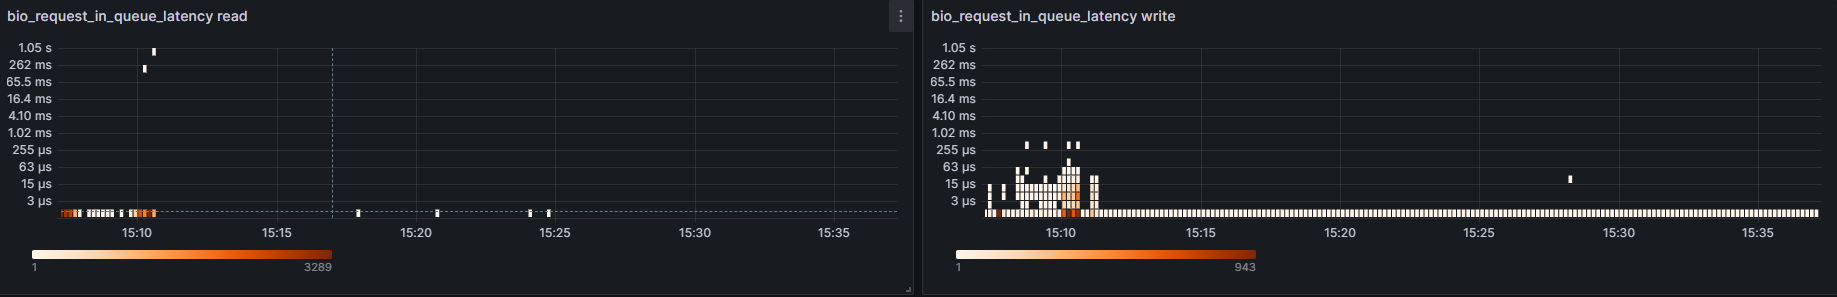 bio_request_in_queue_latency read
1.05 s
262 ms
65.5 ms
16.4 ms
4.10 ms
1.02 ms
255 µs
63 µs
15 µs
3 µs
15:10 15:15 15:20 15:25 15:30 15:35
1 3289
bio_request_in_queue_latency write
1.05 s
262 ms
65.5 ms
16.4 ms
4.10 ms
1.02 ms
255 µs
63 µs
15 µs
3 µs
15:10 15:15 15:20 15:25 15:30 15:35
1 943